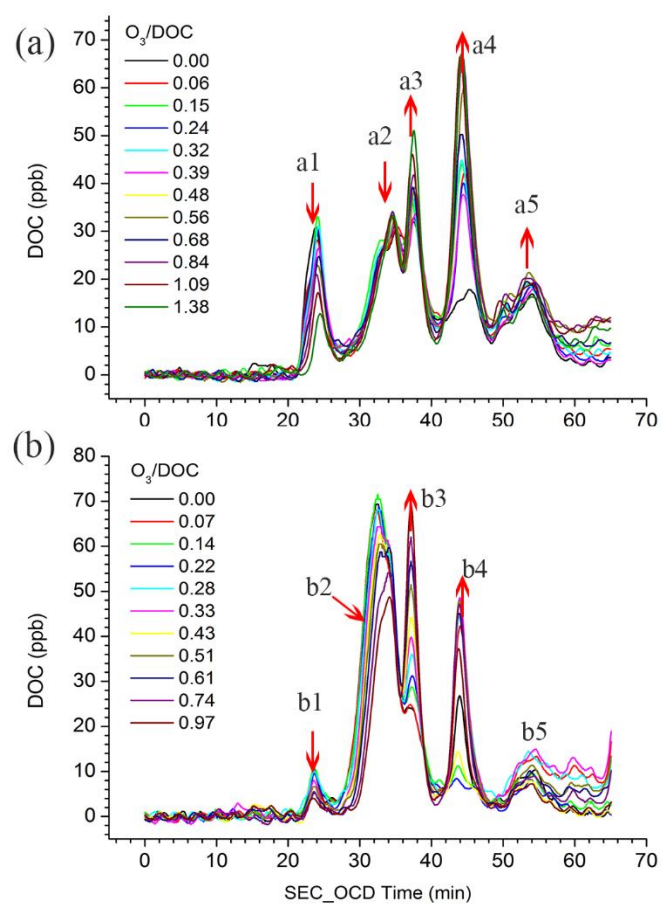 (a)
O3/DOC
0.00
0.06
0.15
0.24
0.32
0.39
0.48
0.56
0.68
0.84
1.09
1.38
a1
a2
a3
a4
a5
DOC (ppb)
70
60
50
40
30
20
10
0
0 10 20 30 40 50 60 70
(b)
O3/DOC
0.00
0.07
0.14
0.22
0.28
0.33
0.43
0.51
0.61
0.74
0.97
b1
b2
b3
b4
b5
DOC (ppb)
80
70
60
50
40
30
20
10
0
0 10 20 30 40 50 60 70
SEC_OCD Time (min)